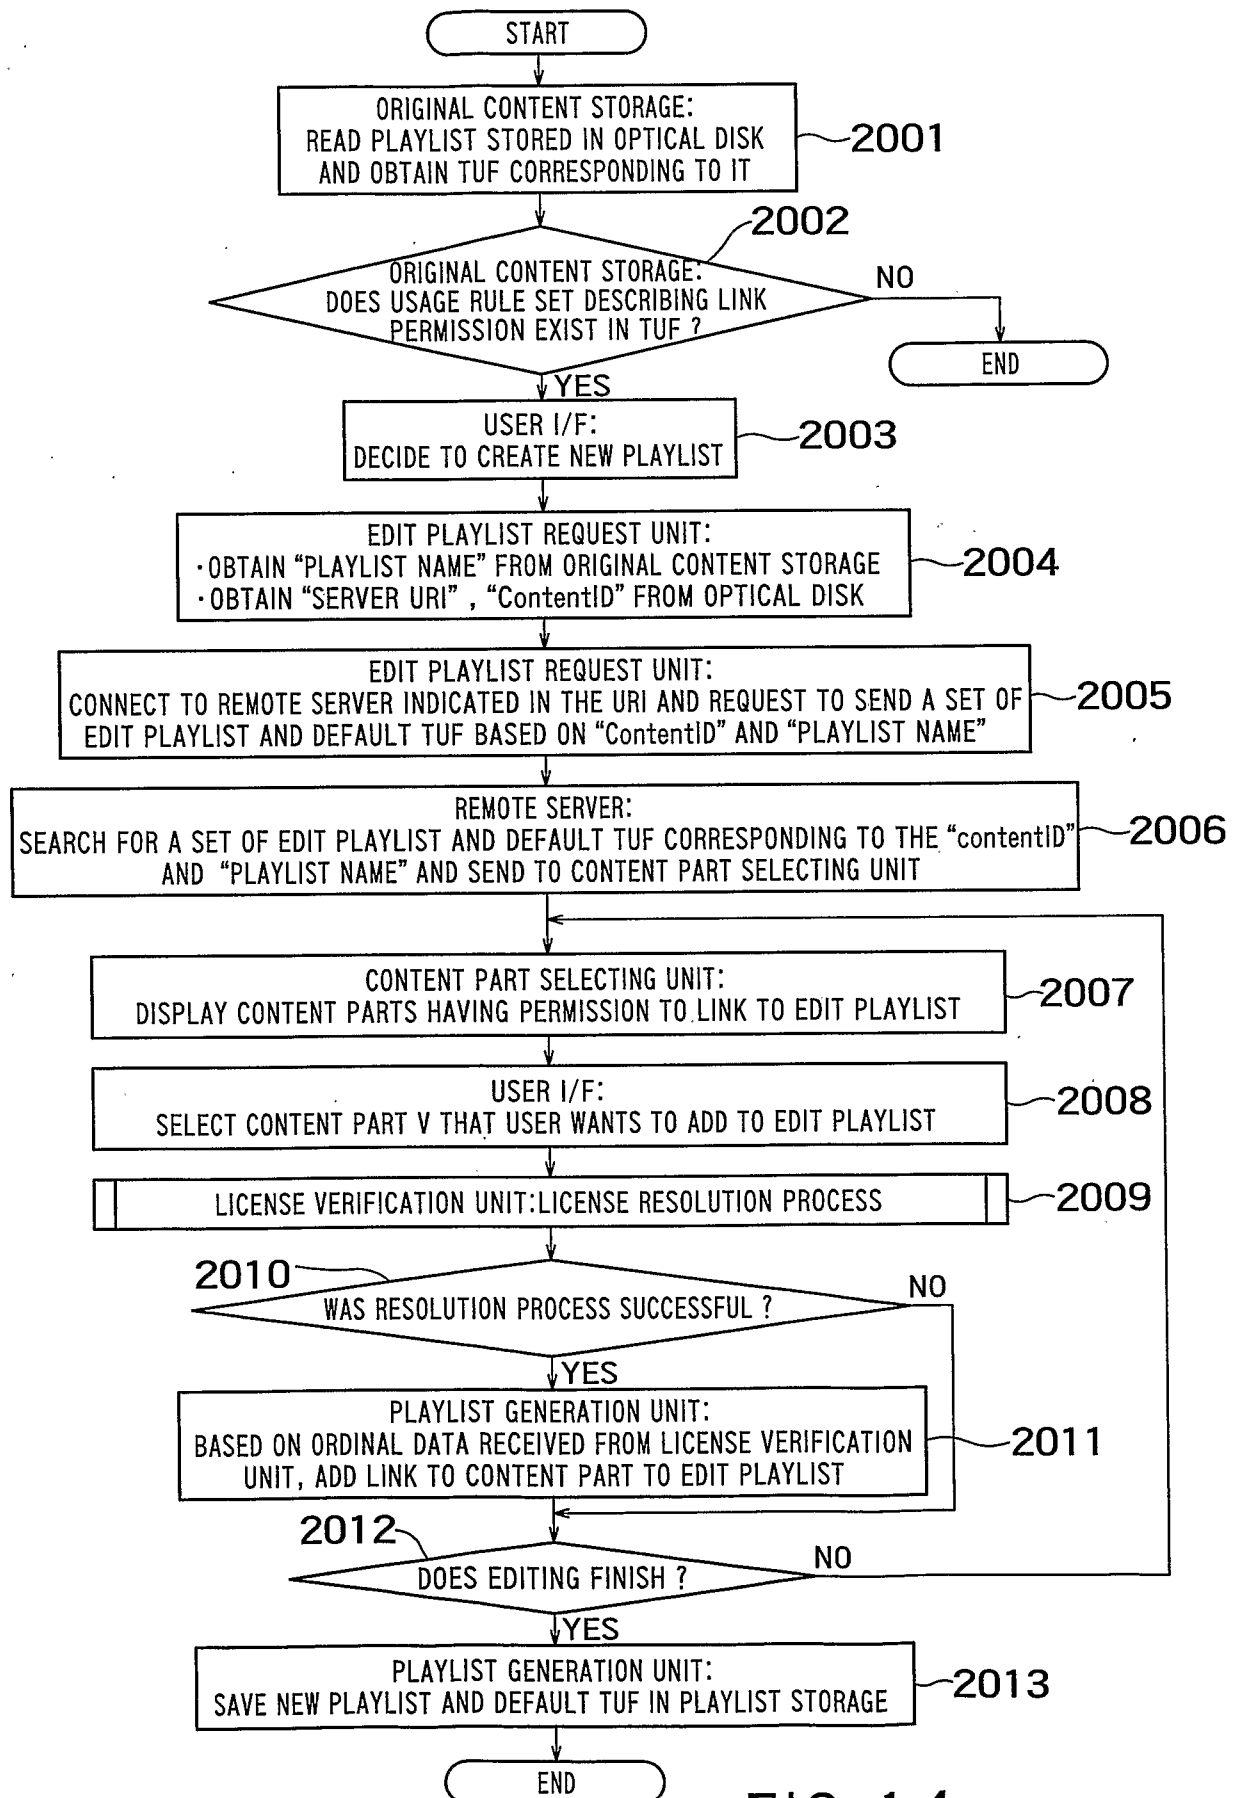 START
ORIGINAL CONTENT STORAGE:
READ PLAYLIST STORED IN OPTICAL DISK
AND OBTAIN TUF CORRESPONDING TO IT
2001
2002
ORIGINAL CONTENT STORAGE:
DOES USAGE RULE SET DESCRIBING LINK
PERMISSION EXIST IN TUF ?
NO
END
YES
USER I/F:
DECIDE TO CREATE NEW PLAYLIST
2003
EDIT PLAYLIST REQUEST UNIT:
・OBTAIN “PLAYLIST NAME” FROM ORIGINAL CONTENT STORAGE
・OBTAIN “SERVER URI” , “ContentID” FROM OPTICAL DISK
2004
EDIT PLAYLIST REQUEST UNIT:
CONNECT TO REMOTE SERVER INDICATED IN THE URI AND REQUEST TO SEND A SET OF
EDIT PLAYLIST AND DEFAULT TUF BASED ON “ContentID” AND “PLAYLIST NAME”
2005
REMOTE SERVER:
SEARCH FOR A SET OF EDIT PLAYLIST AND DEFAULT TUF CORRESPONDING TO THE “contentID”
AND “PLAYLIST NAME” AND SEND TO CONTENT PART SELECTING UNIT
2006
CONTENT PART SELECTING UNIT:
DISPLAY CONTENT PARTS HAVING PERMISSION TO LINK TO EDIT PLAYLIST
2007
USER I/F:
SELECT CONTENT PART V THAT USER WANTS TO ADD TO EDIT PLAYLIST
2008
LICENSE VERIFICATION UNIT:LICENSE RESOLUTION PROCESS
2009
2010
WAS RESOLUTION PROCESS SUCCESSFUL ?
NO
YES
PLAYLIST GENERATION UNIT:
BASED ON ORDINAL DATA RECEIVED FROM LICENSE VERIFICATION
UNIT, ADD LINK TO CONTENT PART TO EDIT PLAYLIST
2011
2012
DOES EDITING FINISH ?
NO
YES
PLAYLIST GENERATION UNIT:
SAVE NEW PLAYLIST AND DEFAULT TUF IN PLAYLIST STORAGE
2013
END